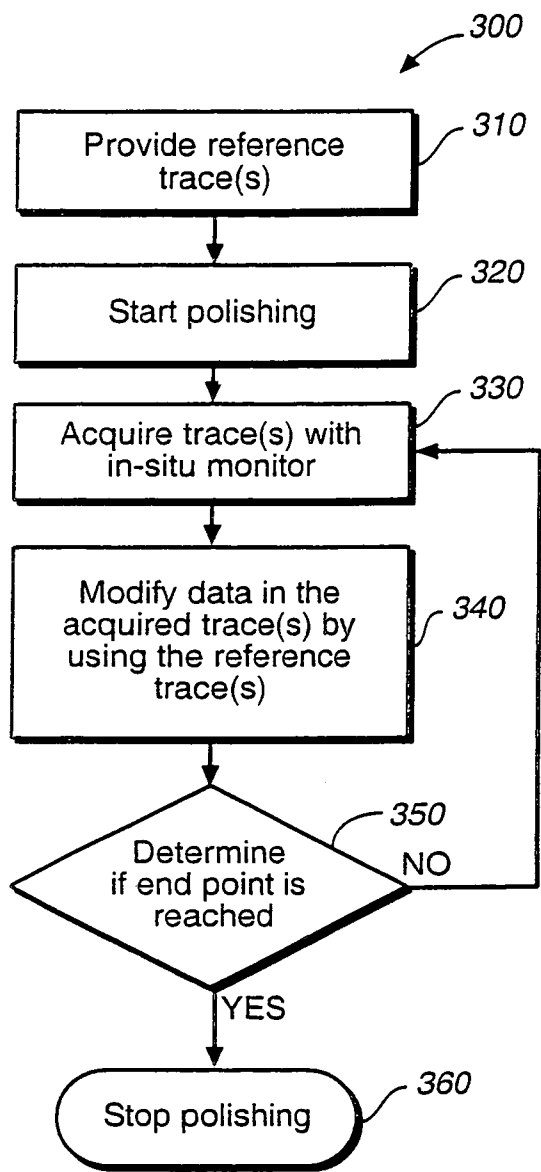 300
310
Provide reference
trace(s)
320
Start polishing
330
Acquire trace(s) with
in-situ monitor
340
Modify data in the
acquired trace(s) by
using the reference
trace(s)
350
Determine
if end point is
reached
NO
YES
360
Stop polishing